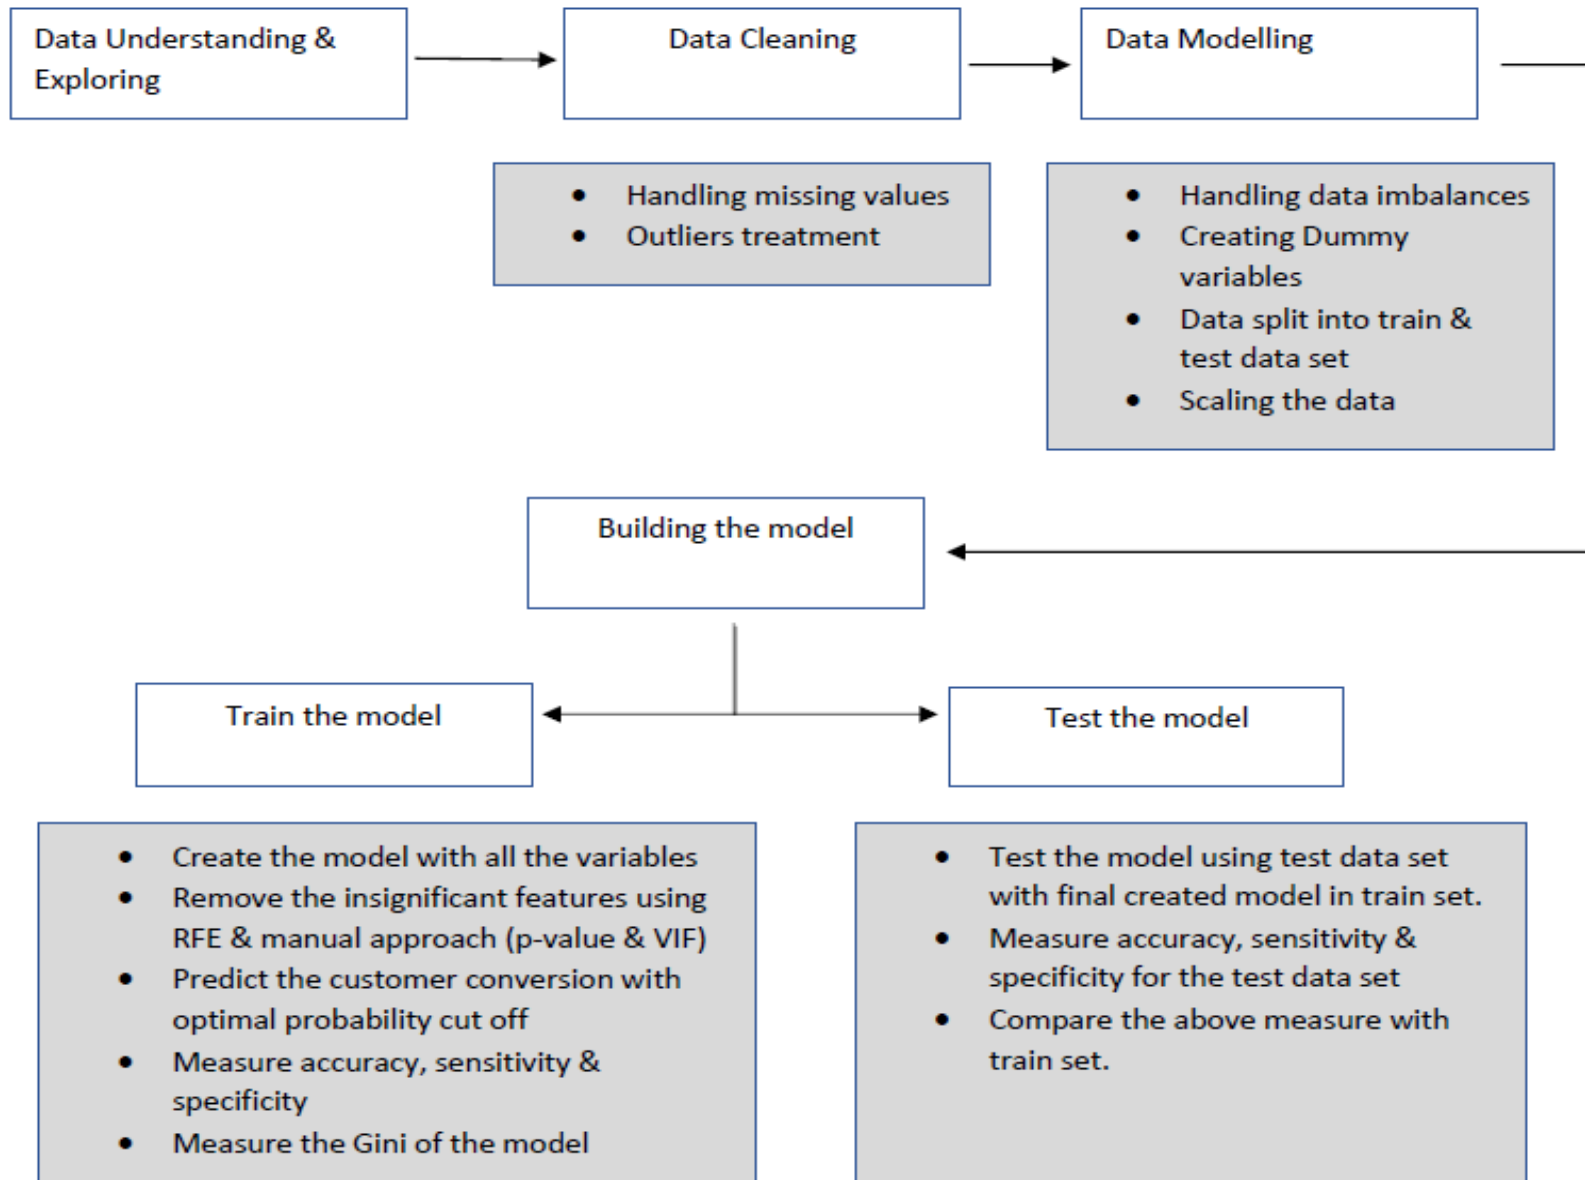 Data Understanding &
Exploring
Data Cleaning
Data Modelling
• Handling missing values
• Outliers treatment
• Handling data imbalances
• Creating Dummy
variables
• Data split into train &
test data set
• Scaling the data
Building the model
Train the model
Test the model
• Create the model with all the variables
• Remove the insignificant features using
RFE & manual approach (p-value & VIF)
• Predict the customer conversion with
optimal probability cut off
• Measure accuracy, sensitivity &
specificity
• Measure the Gini of the model
• Test the model using test data set
with final created model in train set.
• Measure accuracy, sensitivity &
specificity for the test data set
• Compare the above measure with
train set.